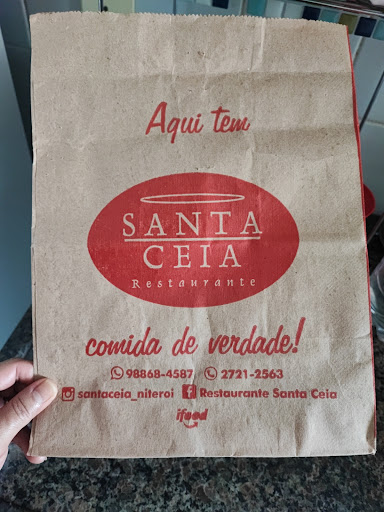 Aqui tem
SANTA
CEIA
Restaurante
comida de verdade!
98868-4587 2721-2563
santaceia_niteroi Restaurante Santa Ceia
ifood